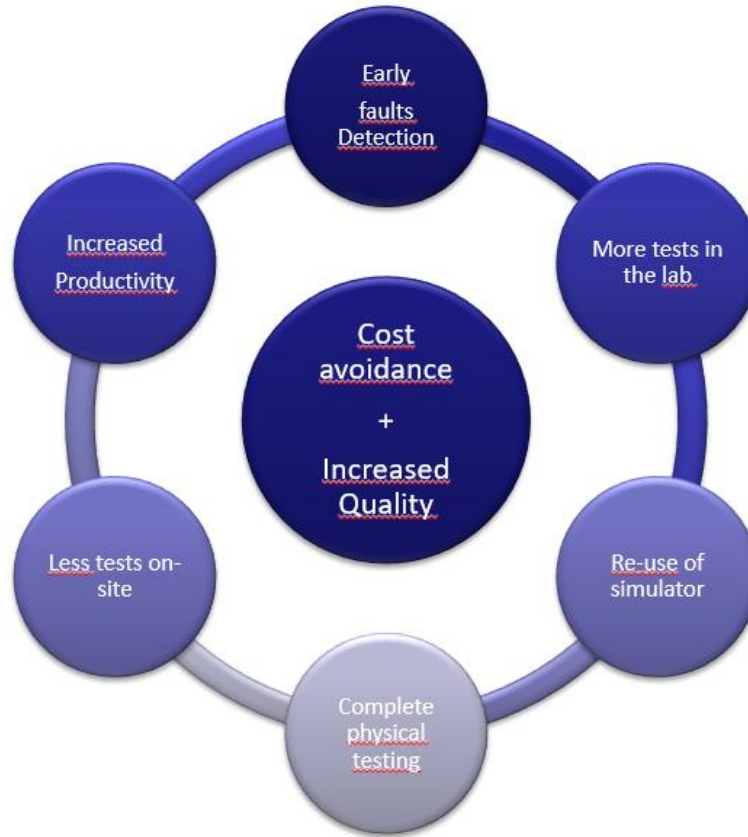 Early
faults
Detection
More tests in
the lab
Re-use of
simulator
Complete
physical
testing
Less tests on-
site
Increased
Productivity
Cost
avoidance
+
Increased
Quality